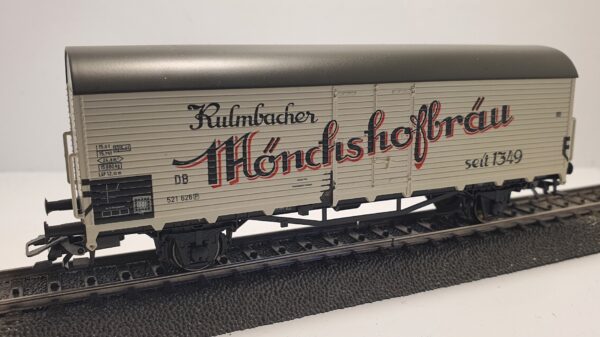 Kulmbacher
Mönchshofbräu
seit 1349
DB
521 626 [P]